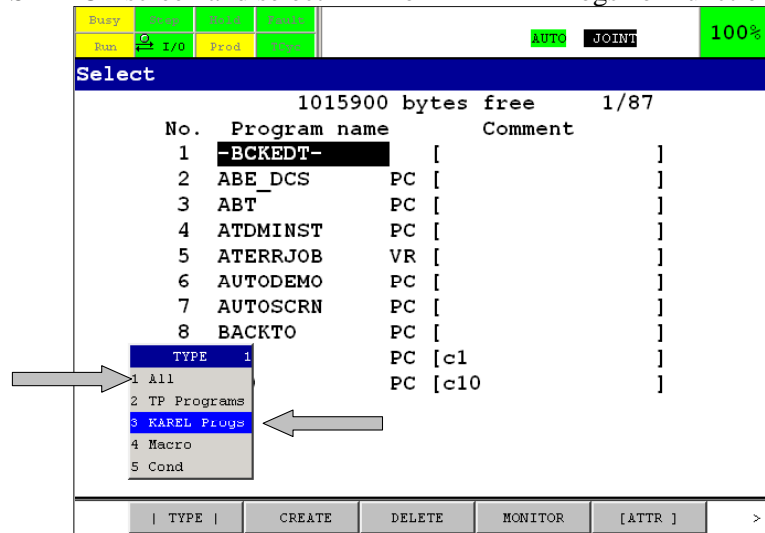 Busy Step Hold Fault
Run I/O Prod TCyc AUTO JOINT 100%
Select
1015900 bytes free 1/87
No. Program name Comment
1 -BCKEDT- [ ]
2 ABE_DCS PC [ ]
3 ABT PC [ ]
4 ATDMINST PC [ ]
5 ATERRJOB VR [ ]
6 AUTODEMO PC [ ]
7 AUTOSCRN PC [ ]
8 BACKTO PC [ ]
PC [c1 ]
PC [c10 ]
TYPE 1
1 All
2 TP Programs
3 KAREL Progs
4 Macro
5 Cond
| TYPE | CREATE DELETE MONITOR [ATTR ] >